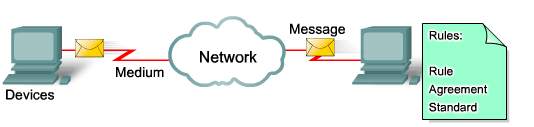 Devices
Medium
Network
Message
Rules:
Rule
Agreement
Standard